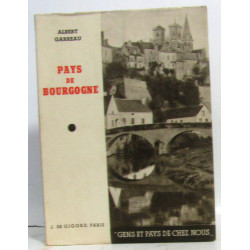 ALBERT
GARREAU
PAYS
DE
BOURGOGNE
J. DE GIGORD. PARIS
"GENS ET PAYS DE CHEZ NOUS"